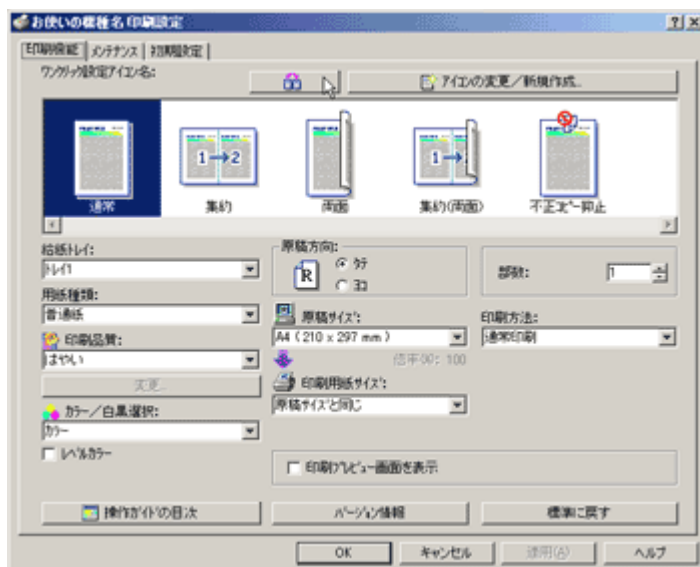 お使いの機種名 印刷設定
印刷機能 メンテナンス 初期設定
ワンクリック設定アイコン名:
アイコンの変更/新規作成...
1→2
1→2
通常 集約 両面 集約(両面) 不正コピー抑止
給紙トレイ:
トレイ1
用紙種類:
普通紙
印刷品質:
はやい
変更...
カラー/白黒選択:
カラー
レベルカラー
原稿方向:
R
タテ
ヨコ
原稿サイズ:
A4 (210 x 297 mm)
倍率(%): 100
印刷用紙サイズ:
原稿サイズと同じ
部数: 1
印刷方法:
通常印刷
印刷プレビュー画面を表示
操作ガイドの目次 バージョン情報 標準に戻す
OK キャンセル 適用(A) ヘルプ